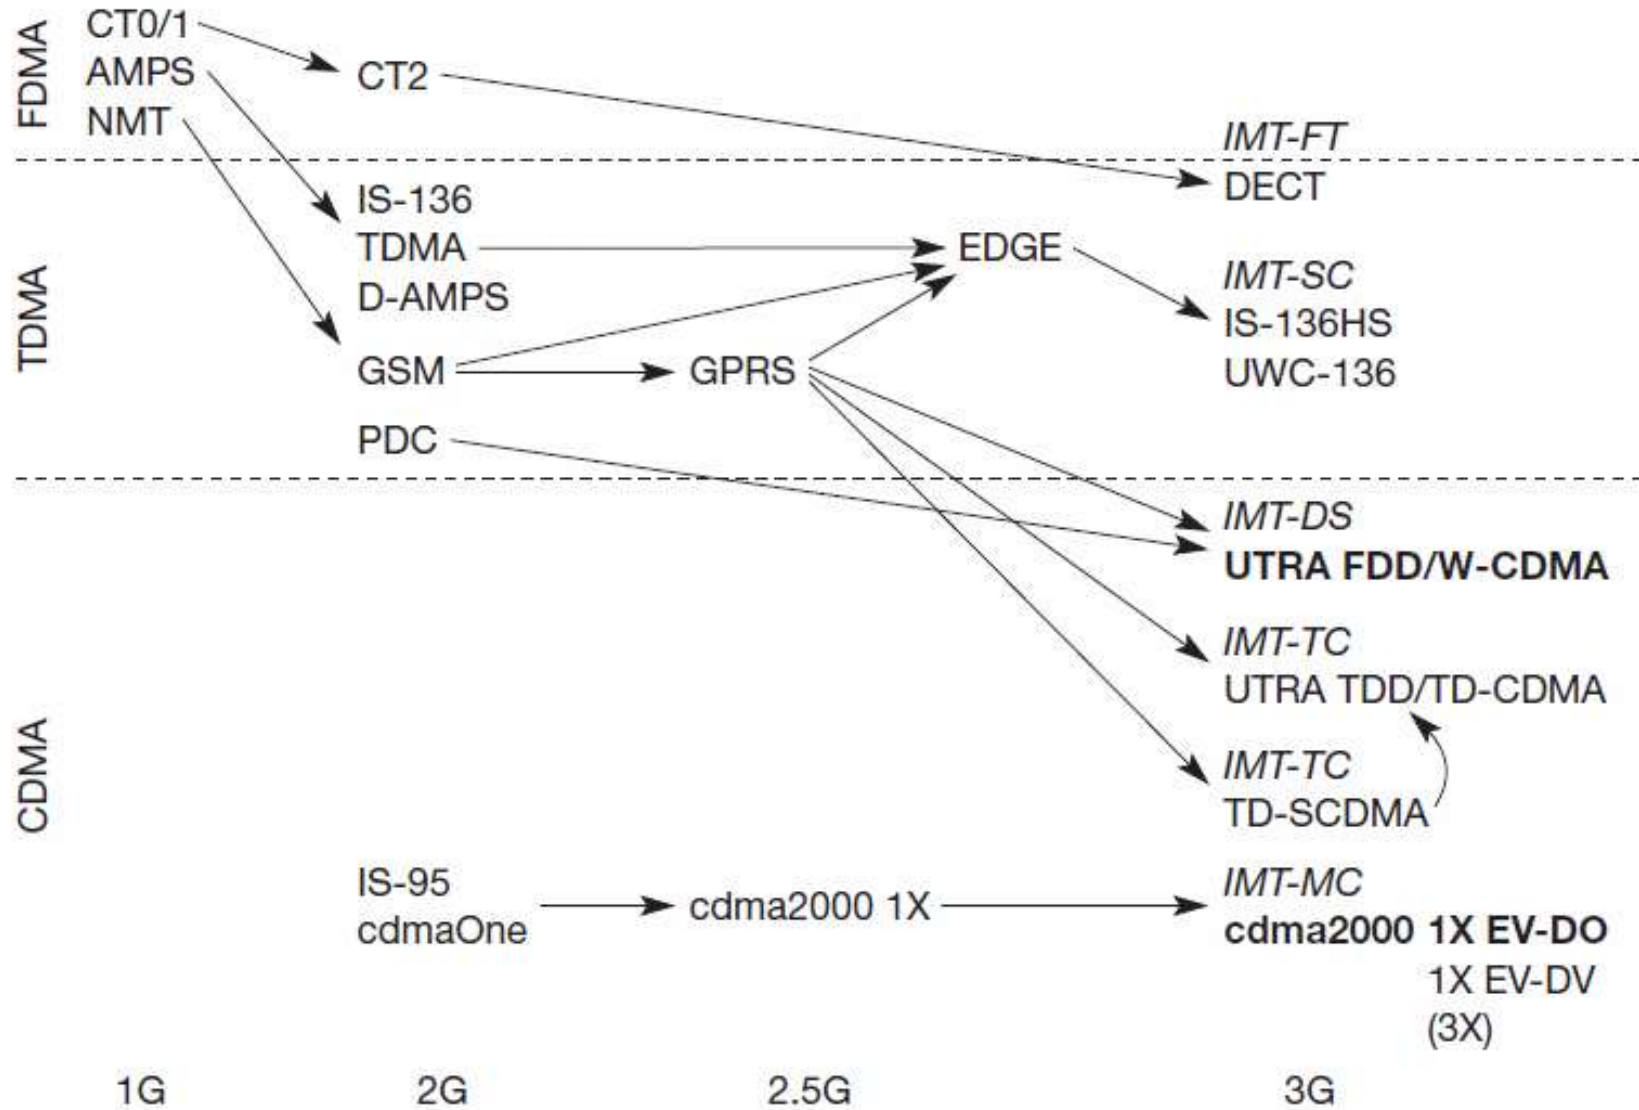 FDMA
CT0/1
AMPS
NMT
CT2
IMT-FT
DECT
TDMA
IS-136
TDMA
D-AMPS
GSM
PDC
GPRS
EDGE
IMT-SC
IS-136HS
UWC-136
CDMA
IMT-DS
UTRA FDD/W-CDMA
IMT-TC
UTRA TDD/TD-CDMA
IMT-TC
TD-SCDMA
IS-95
cdmaOne
cdma2000 1X
IMT-MC
cdma2000 1X EV-DO
1X EV-DV
(3X)
1G
2G
2.5G
3G